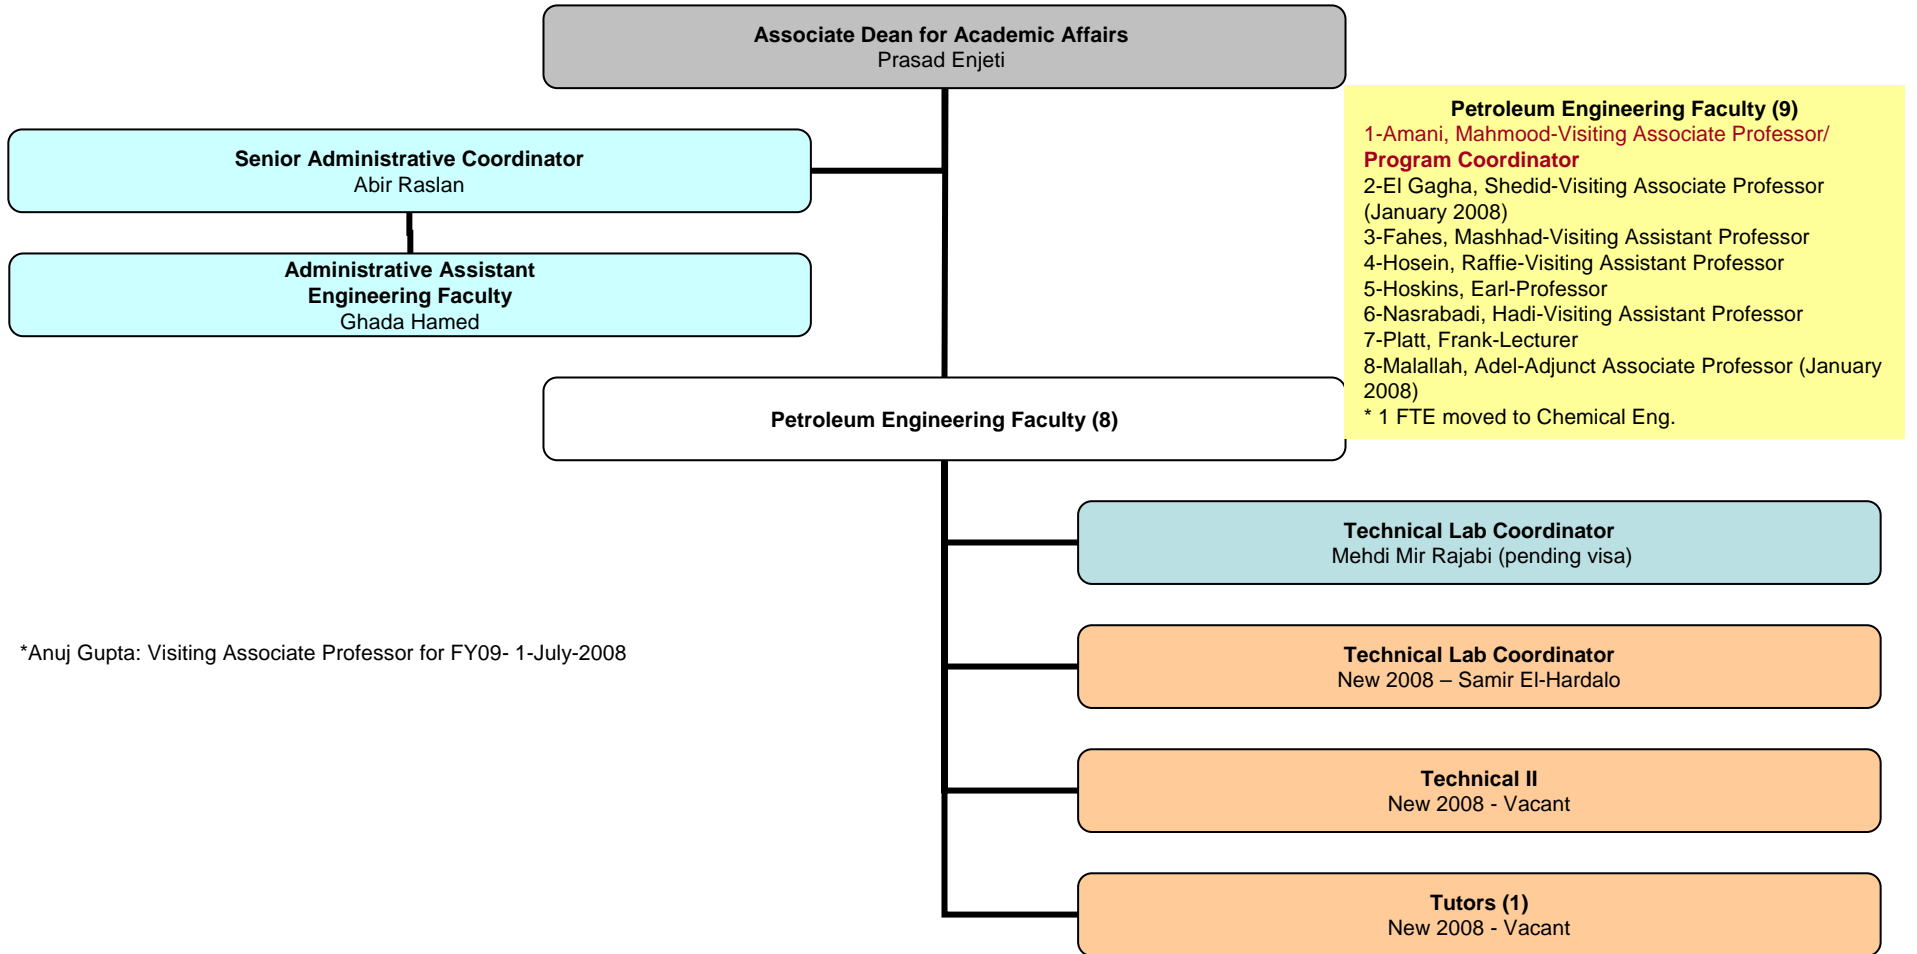 Associate Dean for Academic Affairs
Prasad Enjeti
Petroleum Engineering Faculty (9)
1-Amani, Mahmood-Visiting Associate Professor/
Program Coordinator
2-El Gagha, Shedid-Visiting Associate Professor
(January 2008)
3-Fahes, Mashhad-Visiting Assistant Professor
4-Hosein, Raffie-Visiting Assistant Professor
5-Hoskins, Earl-Professor
6-Nasrabadi, Hadi-Visiting Assistant Professor
7-Platt, Frank-Lecturer
8-Malallah, Adel-Adjunct Associate Professor (January
2008)
* 1 FTE moved to Chemical Eng.
Senior Administrative Coordinator
Abir Raslan
Administrative Assistant
Engineering Faculty
Ghada Hamed
Petroleum Engineering Faculty (8)
Technical Lab Coordinator
Mehdi Mir Rajabi (pending visa)
*Anuj Gupta: Visiting Associate Professor for FY09- 1-July-2008
Technical Lab Coordinator
New 2008 – Samir El-Hardalo
Technical II
New 2008 - Vacant
Tutors (1)
New 2008 - Vacant